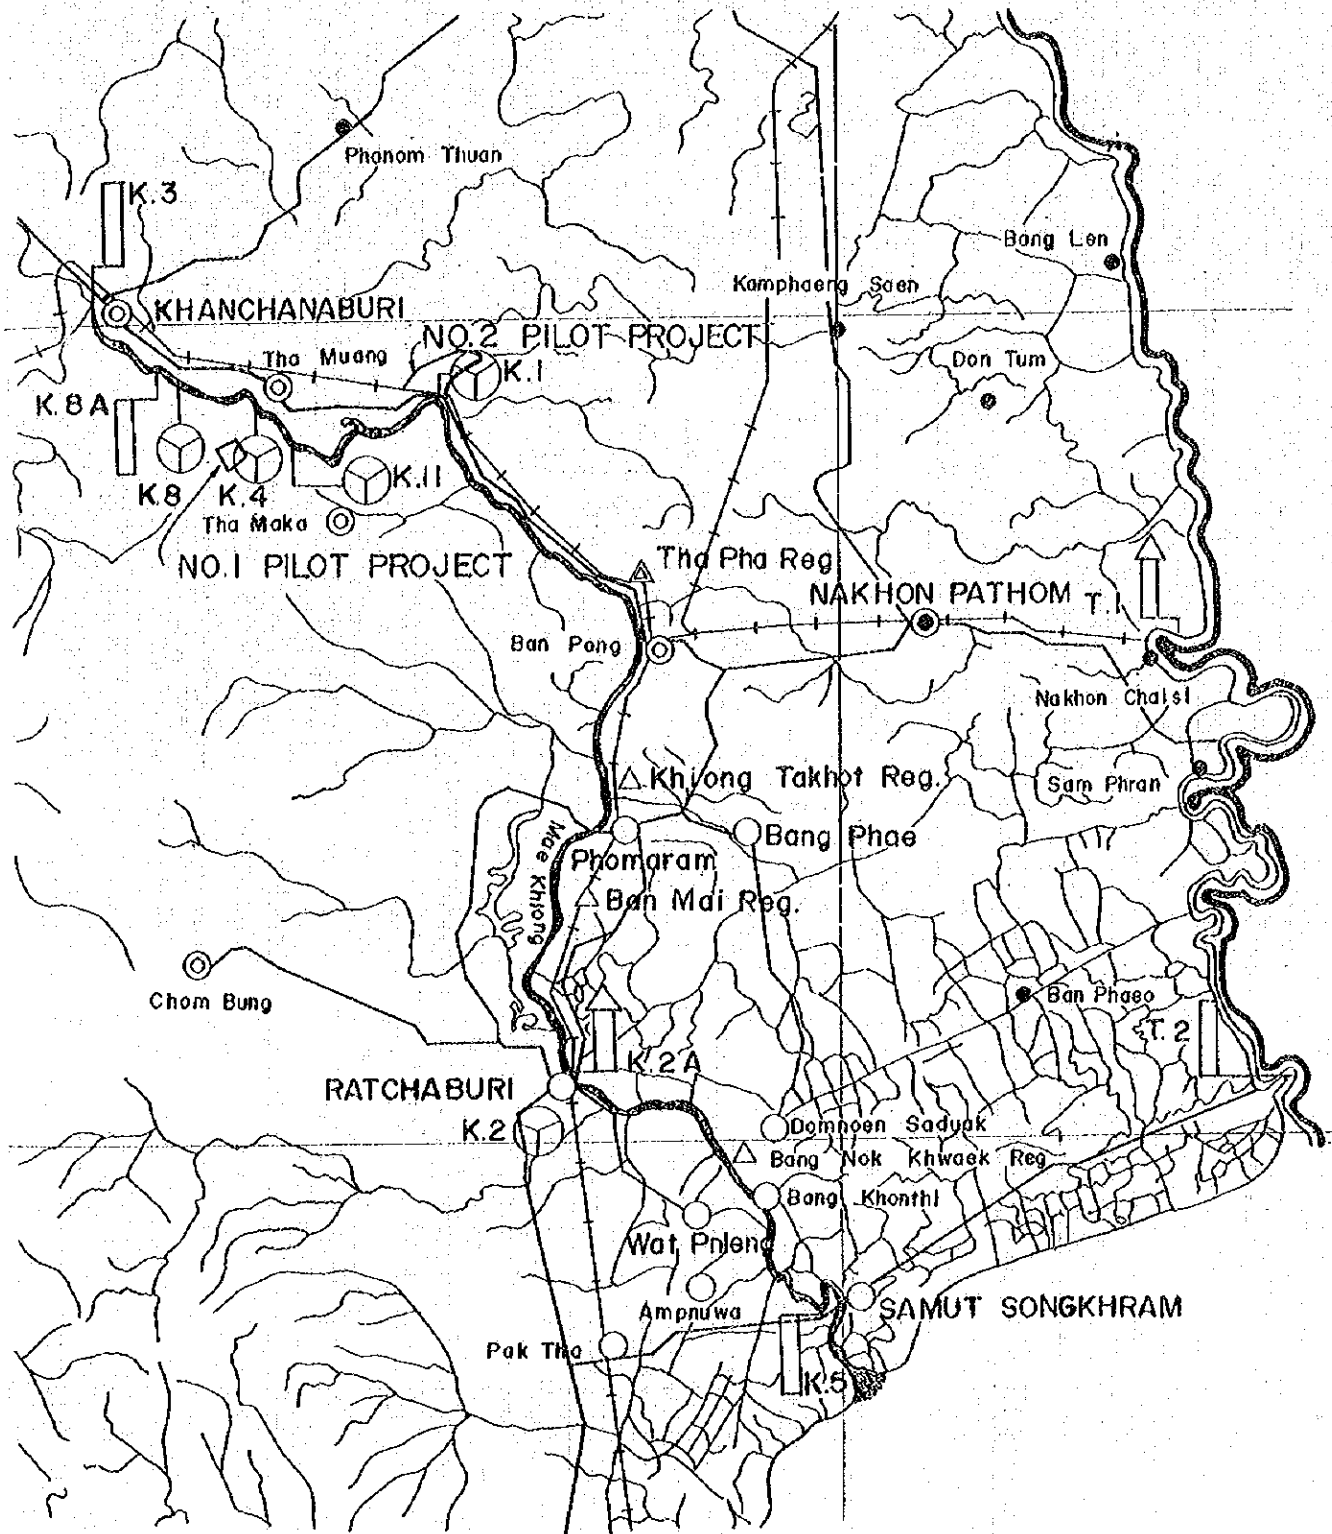 Phanom Thuan
K.3
Bang Len
Kamphaeng Saen
KHANCHANABURI
NO.2 PILOT PROJECT
Tha Muang
Don Tum
K.1
K.8A
K.8
K.4
K.11
Tha Maka
NO.1 PILOT PROJECT
Tha Pha Reg.
NAKHON PATHOM
T.1
Ban Pong
Nakhon Chaisi
Khlong Takhot Reg.
Sam Phran
Mae Khlong
Bang Phae
Phomaram
Ban Mai Reg.
Chom Bung
Ban Phaeo
T.2
K.2A
RATCHABURI
K.2
Domnoen Saduak
Bang Nok Khwaek Reg
Bang Khonthi
Wat Phleng
Ampnuwa
SAMUT SONGKHRAM
Pak Tha
K.5